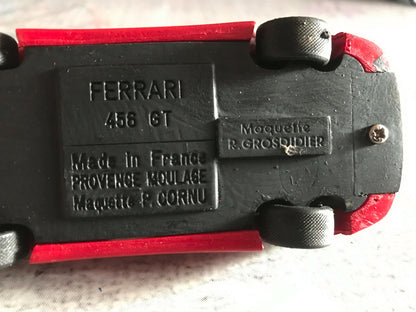 FERRARI
456 GT
Made in France
PROVENCE MOULAGE
Maquette P. CORNU
Maquette
R. GROSDIDIER